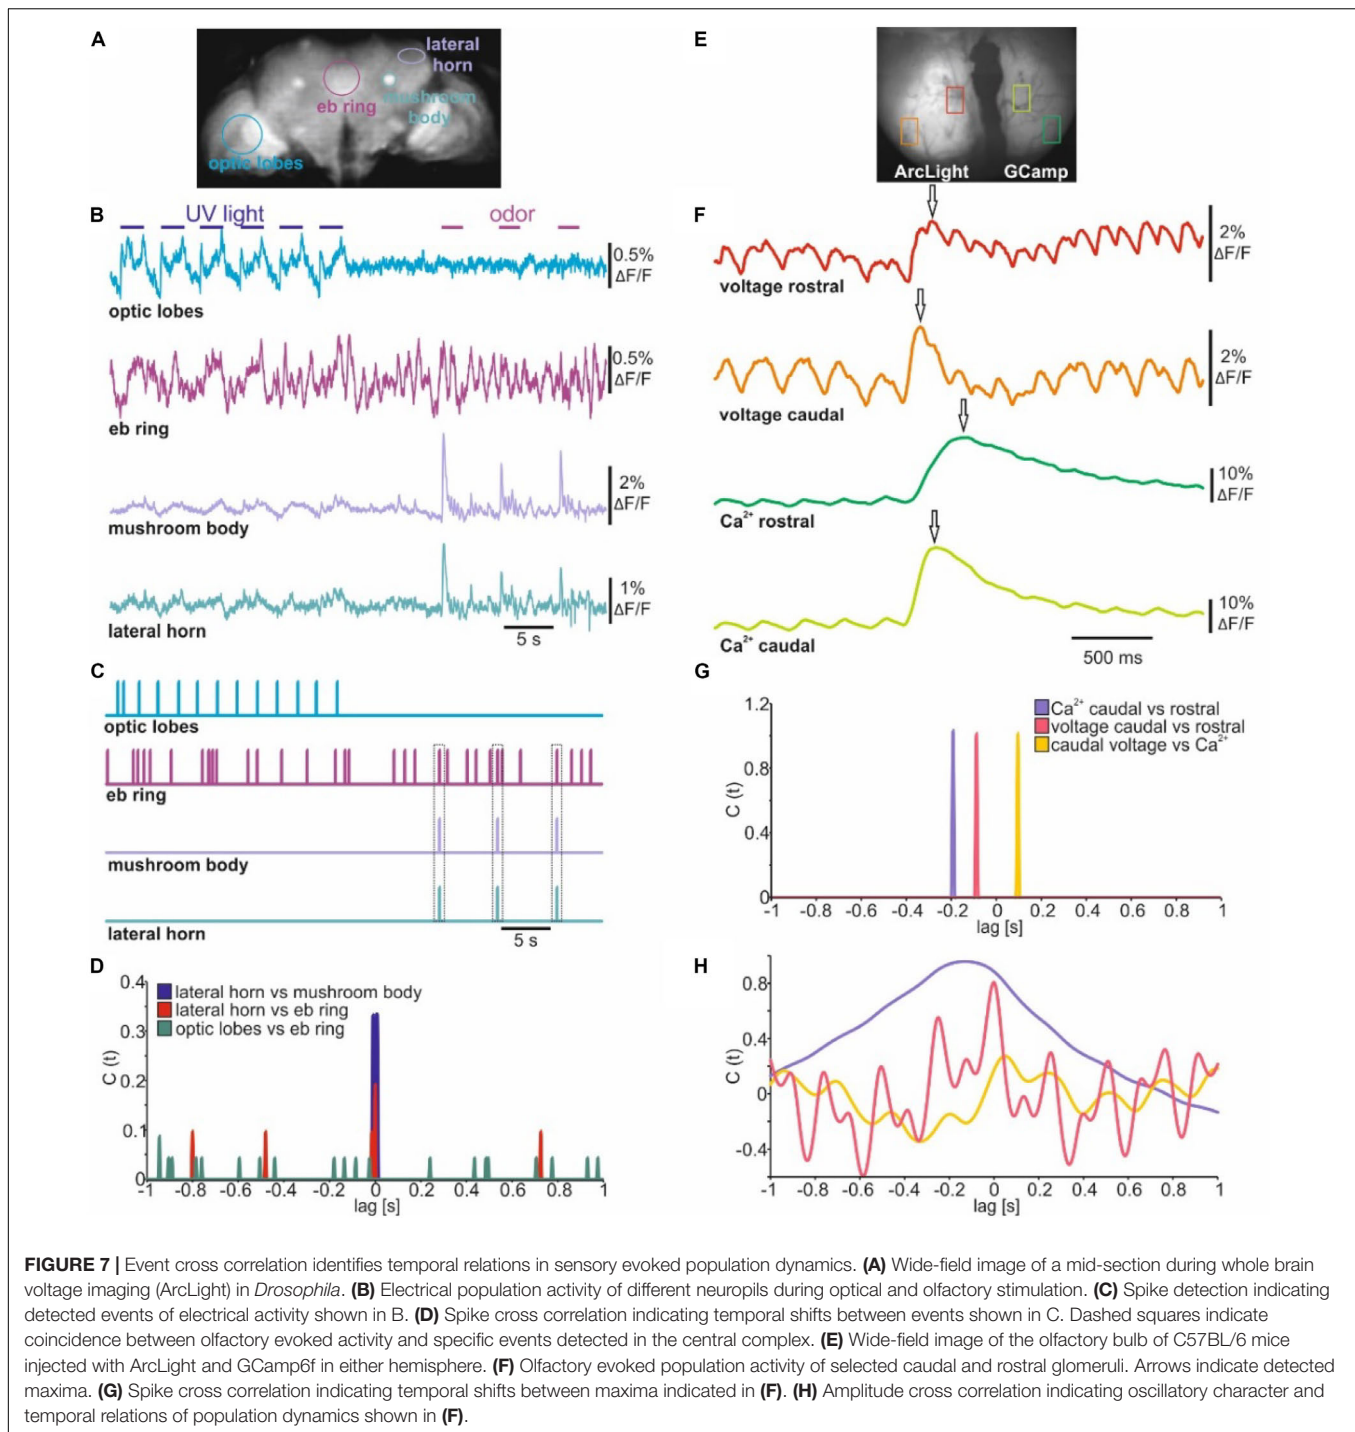 A
lateral
horn
eb ring
mushroom
body
optic lobes
B
UV light
odor
0.5%
ΔF/F
optic lobes
0.5%
ΔF/F
eb ring
2%
ΔF/F
mushroom body
1%
ΔF/F
lateral horn
5 s
C
optic lobes
eb ring
mushroom body
lateral horn
5 s
D
0.4
lateral horn vs mushroom body
lateral horn vs eb ring
optic lobes vs eb ring
0.3
C (t)
0.2
0.1
0
-1 -0.8 -0.6 -0.4 -0.2 0 0.2 0.4 0.6 0.8 1
lag [s]
E
ArcLight GCamp
F
2%
ΔF/F
voltage rostral
2%
ΔF/F
voltage caudal
10%
ΔF/F
Ca²⁺ rostral
10%
ΔF/F
Ca²⁺ caudal
500 ms
G
1.2
Ca²⁺ caudal vs rostral
voltage caudal vs rostral
caudal voltage vs Ca²⁺
0.8
C (t)
0.4
0
-1 -0.8 -0.6 -0.4 -0.2 0 0.2 0.4 0.6 0.8 1
lag [s]
H
0.8
0.4
C (t)
0
-0.4
-1 -0.8 -0.6 -0.4 -0.2 0 0.2 0.4 0.6 0.8 1
lag [s]
FIGURE 7 | Event cross correlation identifies temporal relations in sensory evoked population dynamics. (A) Wide-field image of a mid-section during whole brain
voltage imaging (ArcLight) in Drosophila. (B) Electrical population activity of different neuropils during optical and olfactory stimulation. (C) Spike detection indicating
detected events of electrical activity shown in B. (D) Spike cross correlation indicating temporal shifts between events shown in C. Dashed squares indicate
coincidence between olfactory evoked activity and specific events detected in the central complex. (E) Wide-field image of the olfactory bulb of C57BL/6 mice
injected with ArcLight and GCamp6f in either hemisphere. (F) Olfactory evoked population activity of selected caudal and rostral glomeruli. Arrows indicate detected
maxima. (G) Spike cross correlation indicating temporal shifts between maxima indicated in (F). (H) Amplitude cross correlation indicating oscillatory character and
temporal relations of population dynamics shown in (F).